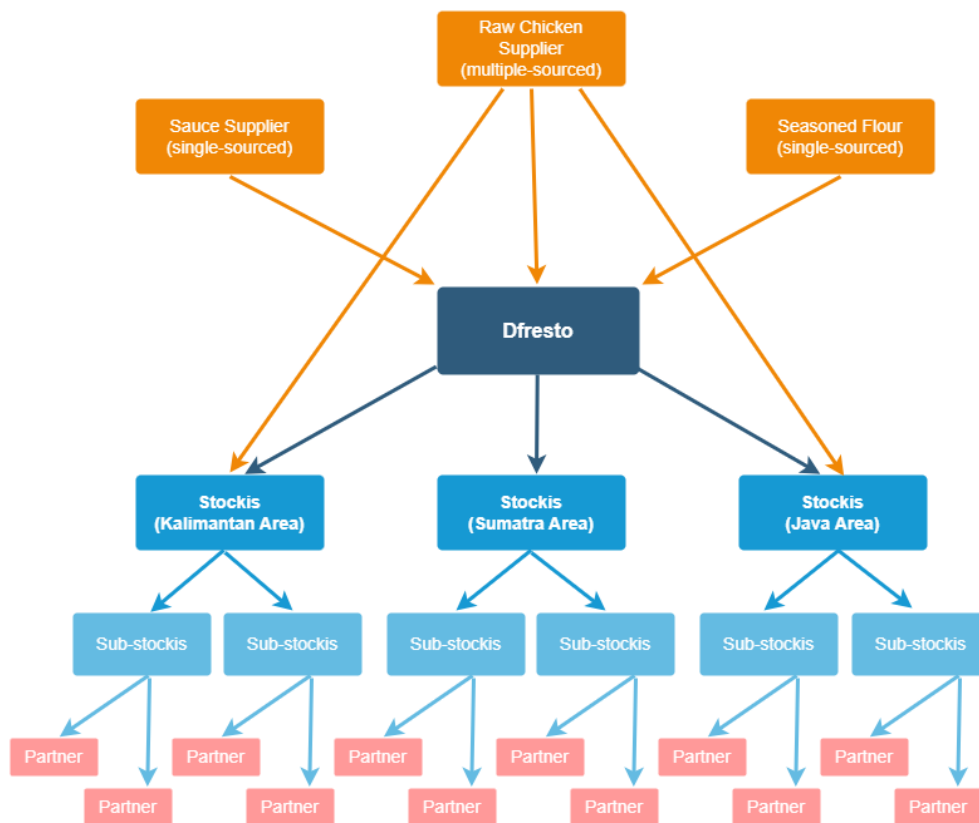 Raw Chicken
Supplier
(multiple-sourced)
Sauce Supplier
(single-sourced)
Seasoned Flour
(single-sourced)
Dfresto
Stockis
(Kalimantan Area)
Stockis
(Sumatra Area)
Stockis
(Java Area)
Sub-stockis
Sub-stockis
Sub-stockis
Sub-stockis
Sub-stockis
Sub-stockis
Partner
Partner
Partner
Partner
Partner
Partner
Partner
Partner
Partner
Partner
Partner
Partner